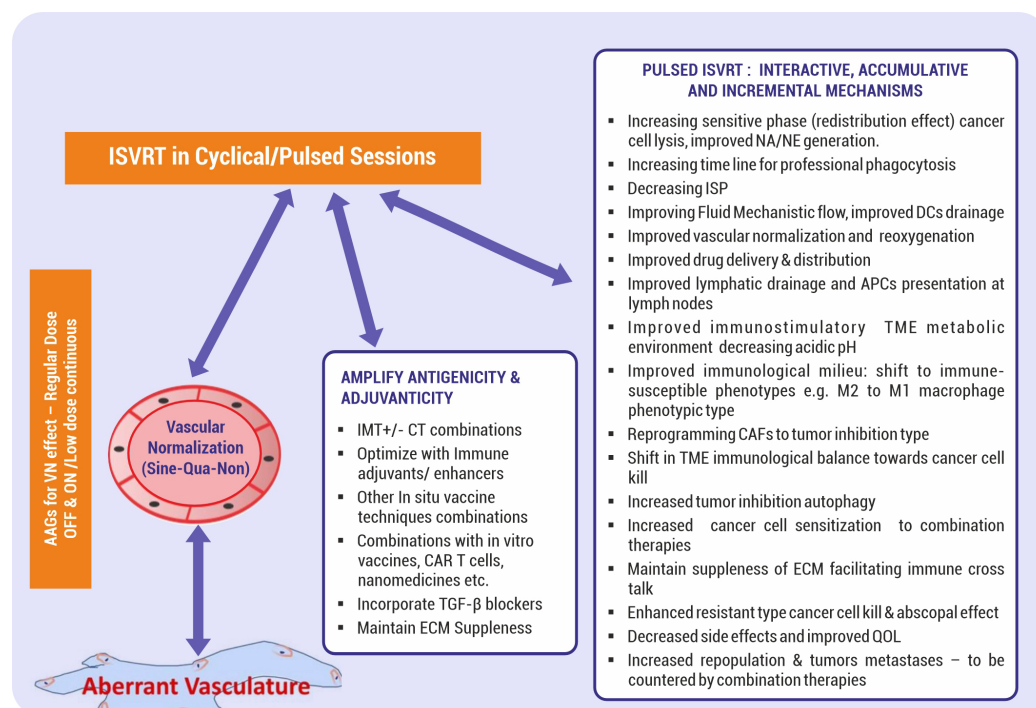 ISVRT in Cyclical/Pulsed Sessions
AAGs for VN effect – Regular Dose
OFF & ON /Low dose continuous
Vascular
Normalization
(Sine-Qua-Non)
Aberrant Vasculature
AMPLIFY ANTIGENICITY &
ADJUVANTICITY
▪ IMT+/- CT combinations
▪ Optimize with Immune
adjuvants/ enhancers
▪ Other In situ vaccine
techniques combinations
▪ Combinations with in vitro
vaccines, CAR T cells,
nanomedicines etc.
▪ Incorporate TGF-β blockers
▪ Maintain ECM Suppleness
PULSED ISVRT : INTERACTIVE, ACCUMULATIVE
AND INCREMENTAL MECHANISMS
▪ Increasing sensitive phase (redistribution effect) cancer
cell lysis, improved NA/NE generation.
▪ Increasing time line for professional phagocytosis
▪ Decreasing ISP
▪ Improving Fluid Mechanistic flow, improved DCs drainage
▪ Improved vascular normalization and reoxygenation
▪ Improved drug delivery & distribution
▪ Improved lymphatic drainage and APCs presentation at
lymph nodes
▪ Improved immunostimulatory TME metabolic
environment decreasing acidic pH
▪ Improved immunological milieu: shift to immune-
susceptible phenotypes e.g. M2 to M1 macrophage
phenotypic type
▪ Reprogramming CAFs to tumor inhibition type
▪ Shift in TME immunological balance towards cancer cell
kill
▪ Increased tumor inhibition autophagy
▪ Increased cancer cell sensitization to combination
therapies
▪ Maintain suppleness of ECM facilitating immune cross
talk
▪ Enhanced resistant type cancer cell kill & abscopal effect
▪ Decreased side effects and improved QOL
▪ Increased repopulation & tumors metastases – to be
countered by combination therapies